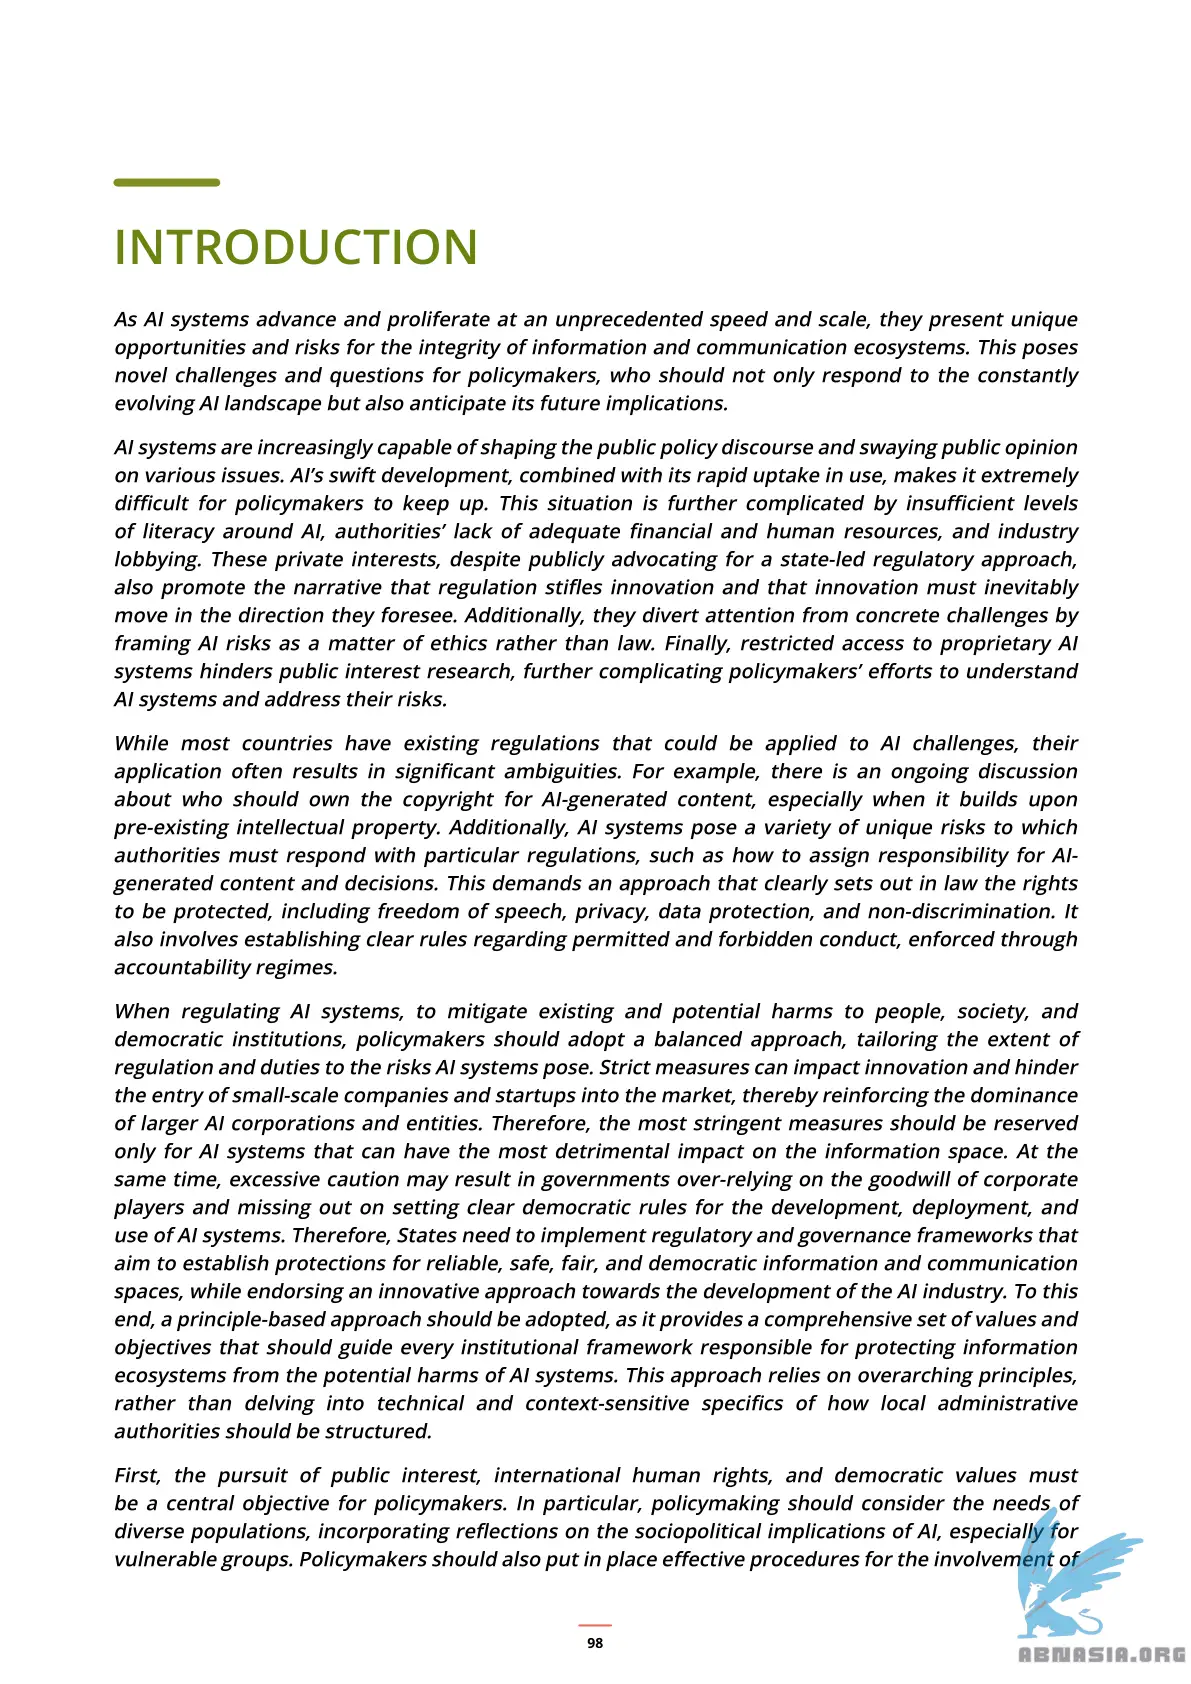 INTRODUCTION
As AI systems advance and proliferate at an unprecedented speed and scale, they present unique
opportunities and risks for the integrity of information and communication ecosystems. This poses
novel challenges and questions for policymakers, who should not only respond to the constantly
evolving AI landscape but also anticipate its future implications.
AI systems are increasingly capable of shaping the public policy discourse and swaying public opinion
on various issues. AI’s swift development, combined with its rapid uptake in use, makes it extremely
difficult for policymakers to keep up. This situation is further complicated by insufficient levels
of literacy around AI, authorities’ lack of adequate financial and human resources, and industry
lobbying. These private interests, despite publicly advocating for a state-led regulatory approach,
also promote the narrative that regulation stifles innovation and that innovation must inevitably
move in the direction they foresee. Additionally, they divert attention from concrete challenges by
framing AI risks as a matter of ethics rather than law. Finally, restricted access to proprietary AI
systems hinders public interest research, further complicating policymakers’ efforts to understand
AI systems and address their risks.
While most countries have existing regulations that could be applied to AI challenges, their
application often results in significant ambiguities. For example, there is an ongoing discussion
about who should own the copyright for AI-generated content, especially when it builds upon
pre-existing intellectual property. Additionally, AI systems pose a variety of unique risks to which
authorities must respond with particular regulations, such as how to assign responsibility for AI-
generated content and decisions. This demands an approach that clearly sets out in law the rights
to be protected, including freedom of speech, privacy, data protection, and non-discrimination. It
also involves establishing clear rules regarding permitted and forbidden conduct, enforced through
accountability regimes.
When regulating AI systems, to mitigate existing and potential harms to people, society, and
democratic institutions, policymakers should adopt a balanced approach, tailoring the extent of
regulation and duties to the risks AI systems pose. Strict measures can impact innovation and hinder
the entry of small-scale companies and startups into the market, thereby reinforcing the dominance
of larger AI corporations and entities. Therefore, the most stringent measures should be reserved
only for AI systems that can have the most detrimental impact on the information space. At the
same time, excessive caution may result in governments over-relying on the goodwill of corporate
players and missing out on setting clear democratic rules for the development, deployment, and
use of AI systems. Therefore, States need to implement regulatory and governance frameworks that
aim to establish protections for reliable, safe, fair, and democratic information and communication
spaces, while endorsing an innovative approach towards the development of the AI industry. To this
end, a principle-based approach should be adopted, as it provides a comprehensive set of values and
objectives that should guide every institutional framework responsible for protecting information
ecosystems from the potential harms of AI systems. This approach relies on overarching principles,
rather than delving into technical and context-sensitive specifics of how local administrative
authorities should be structured.
First, the pursuit of public interest, international human rights, and democratic values must
be a central objective for policymakers. In particular, policymaking should consider the needs of
diverse populations, incorporating reflections on the sociopolitical implications of AI, especially for
vulnerable groups. Policymakers should also put in place effective procedures for the involvement of
98
ABNASIA.ORG